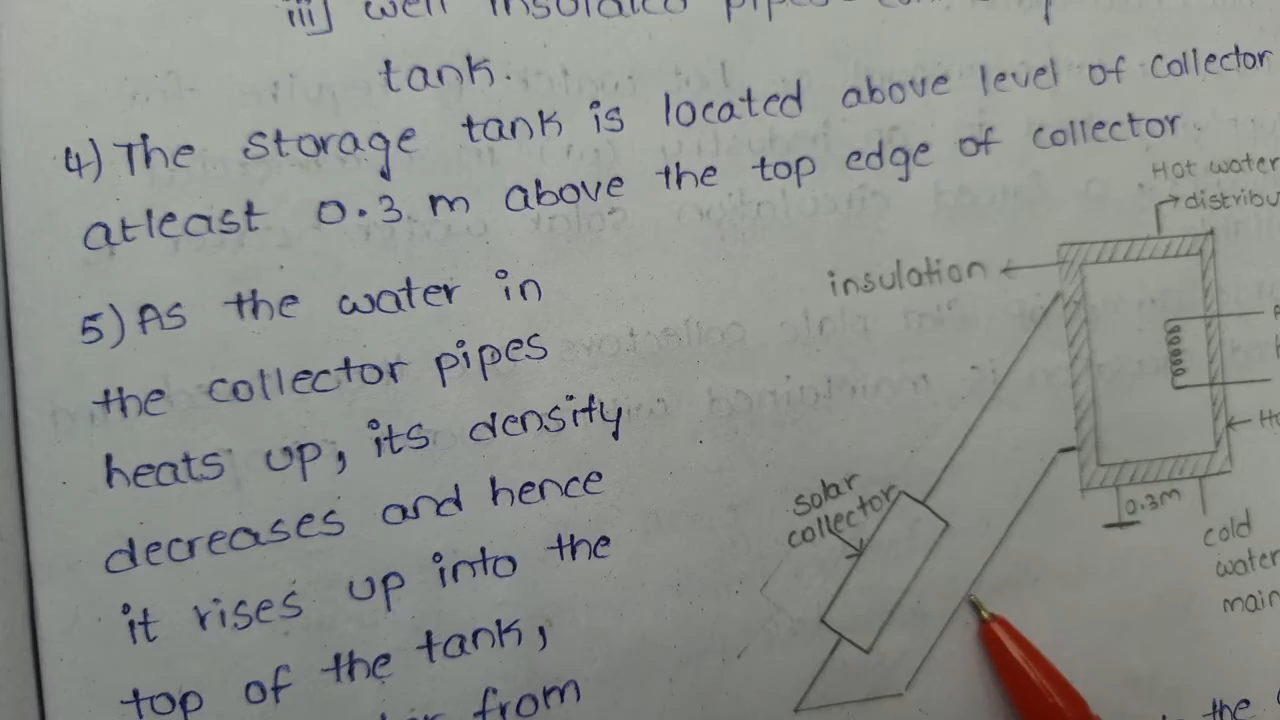 iii] well insulated
tank.
4) The storage tank is located above level of collector
atleast 0.3 m above the top edge of collector.
5) As the water in
the collector pipes
heats up, its density
decreases and hence
it rises up into the
top of the tank,
from
Hot water
distribu
insulation
solar
collector
0.3m
cold
water
main
the